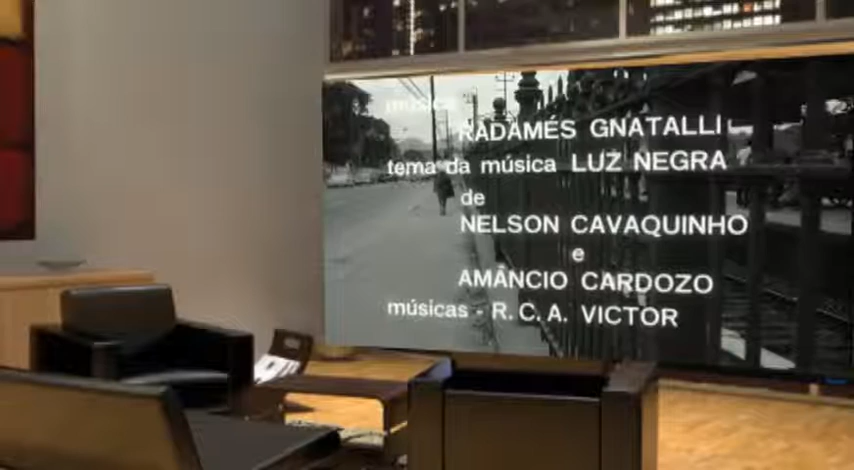 música
RADAMÉS GNATALLI
tema da música LUZ NEGRA
de
NELSON CAVAQUINHO
e
AMÂNCIO CARDOZO
músicas - R. C. A. VICTOR